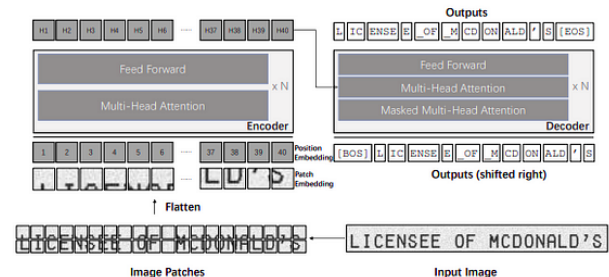 Outputs
H1 H2 H3 H4 H5 H6 ...... H37 H38 H39 H40
L IC ENSE E _OF _M CD ON ALD ' S [EOS]
Feed Forward
x N
Multi-Head Attention
Encoder
Feed Forward
Multi-Head Attention
x N
Masked Multi-Head Attention
Decoder
1 2 3 4 5 6 ...... 37 38 39 40
Position Embedding
[BOS] L IC ENSE E _OF _M CD ON ALD ' S
LICENS
LD'S
Patch Embedding
Outputs (shifted right)
Flatten
LICENSEE OF MCDONALD'S
LICENSEE OF MCDONALD'S
Image Patches
Input Image